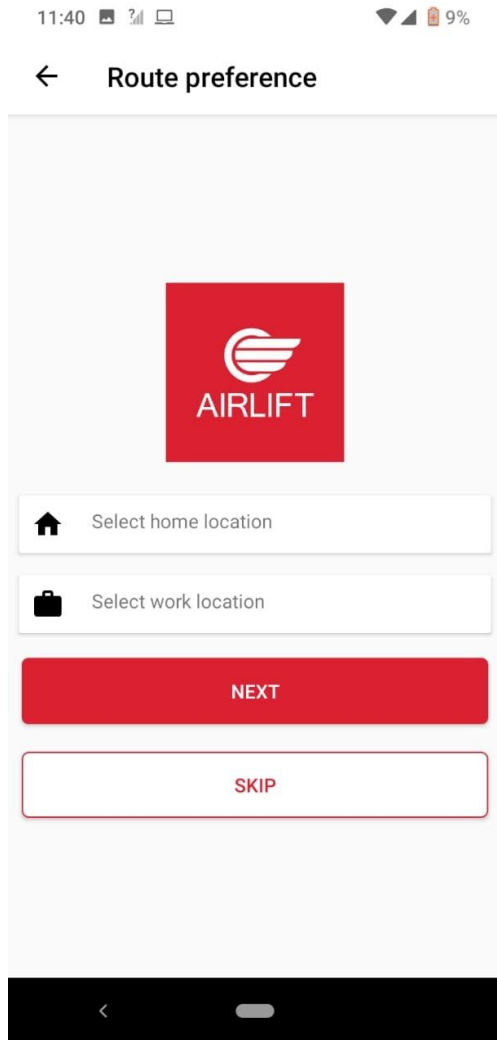 11:40
9%
Route preference
AIRLIFT
Select home location
Select work location
NEXT
SKIP